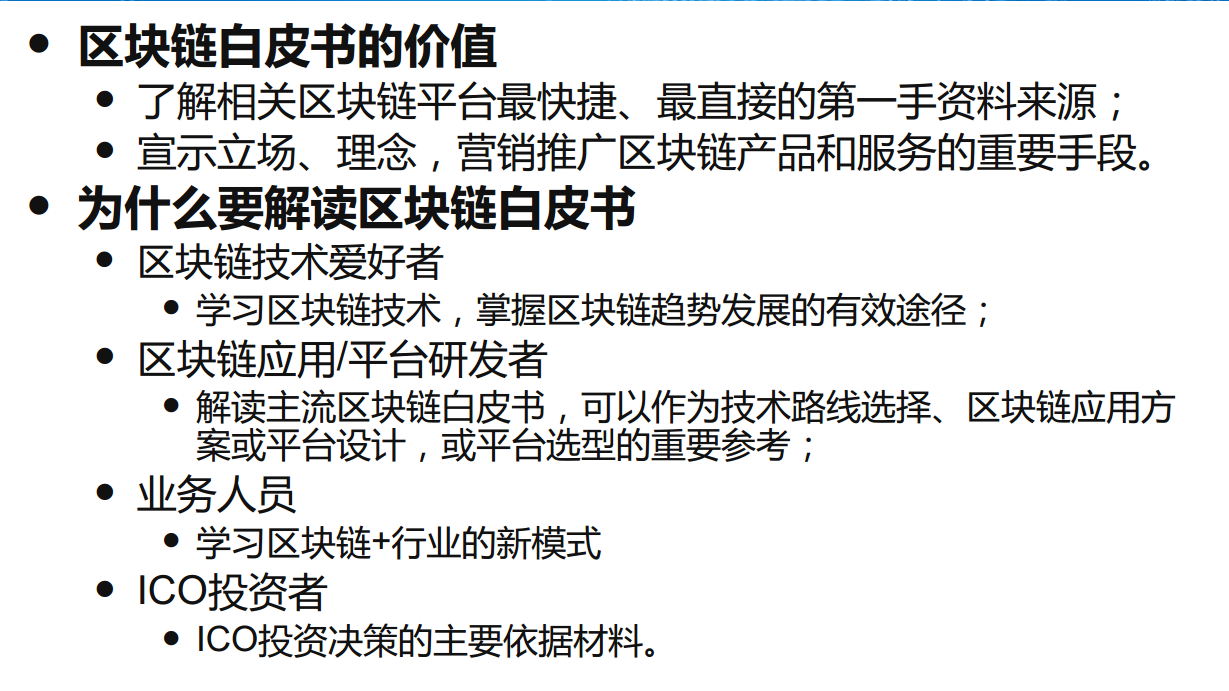 • 区块链白皮书的价值
• 了解相关区块链平台最快捷、最直接的第一手资料来源；
• 宣示立场、理念，营销推广区块链产品和服务的重要手段。
• 为什么要解读区块链白皮书
• 区块链技术爱好者
• 学习区块链技术，掌握区块链趋势发展的有效途径；
• 区块链应用/平台研发者
• 解读主流区块链白皮书，可以作为技术路线选择、区块链应用方
案或平台设计，或平台选型的重要参考；
• 业务人员
• 学习区块链+行业的新模式
• ICO投资者
• ICO投资决策的主要依据材料。